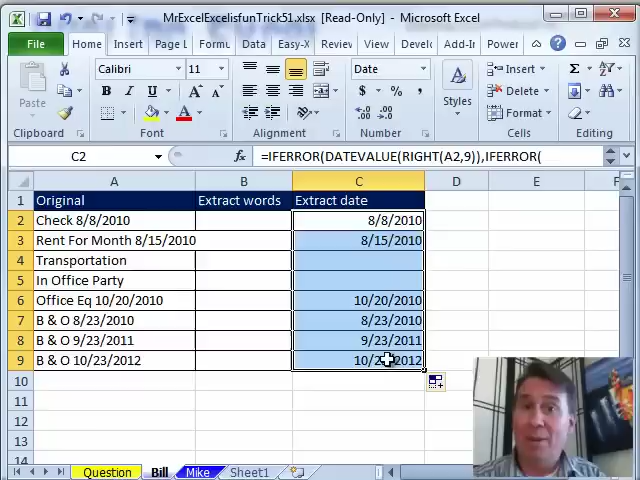 MrExcelExcelisfunTrick51.xlsx [Read-Only] - Microsoft Excel
File Home Insert Page L Formu Data Easy-X Review View Develo Add-In Power
Paste
Clipboard
Calibri 11
B I U
Font
Alignment
Date
$ % ,
Number
Styles
Insert
Delete
Format
Cells
Editing
C2 fx =IFERROR(DATEVALUE(RIGHT(A2,9)),IFERROR(
A B C D E F
1 Original Extract words Extract date
2 Check 8/8/2010 8/8/2010
3 Rent For Month 8/15/2010 8/15/2010
4 Transportation
5 In Office Party
6 Office Eq 10/20/2010 10/20/2010
7 B & O 8/23/2010 8/23/2010
8 B & O 9/23/2011 9/23/2011
9 B & O 10/23/2012
10
11
12
13
14
Question Bill Mike Sheet1